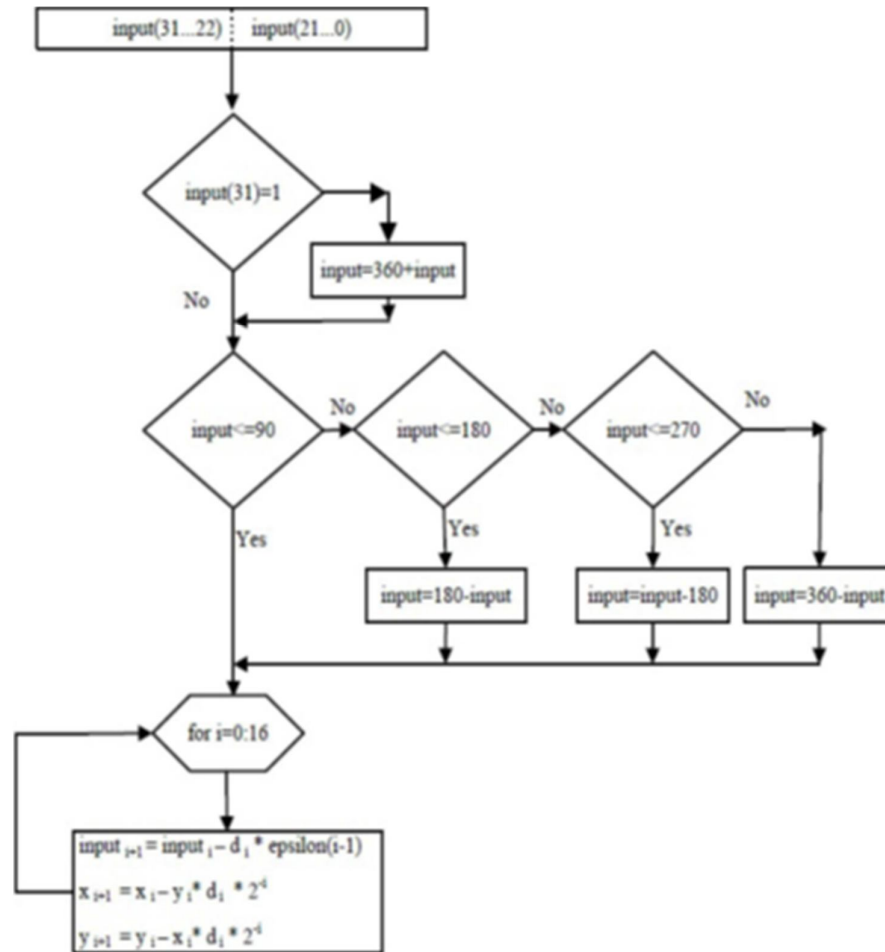 input(31...22) input(21...0)
input(31)=1
input=360+input
No
input<=90
No
input<=180
No
input<=270
No
Yes
Yes
Yes
input=180-input
input=input-180
input=360-input
for i=0:16
input i+1 = input i – d i * epsilon(i-1)
x i+1 = x i – y i* d i * 2^-i
y i+1 = y i – x i* d i * 2^-i